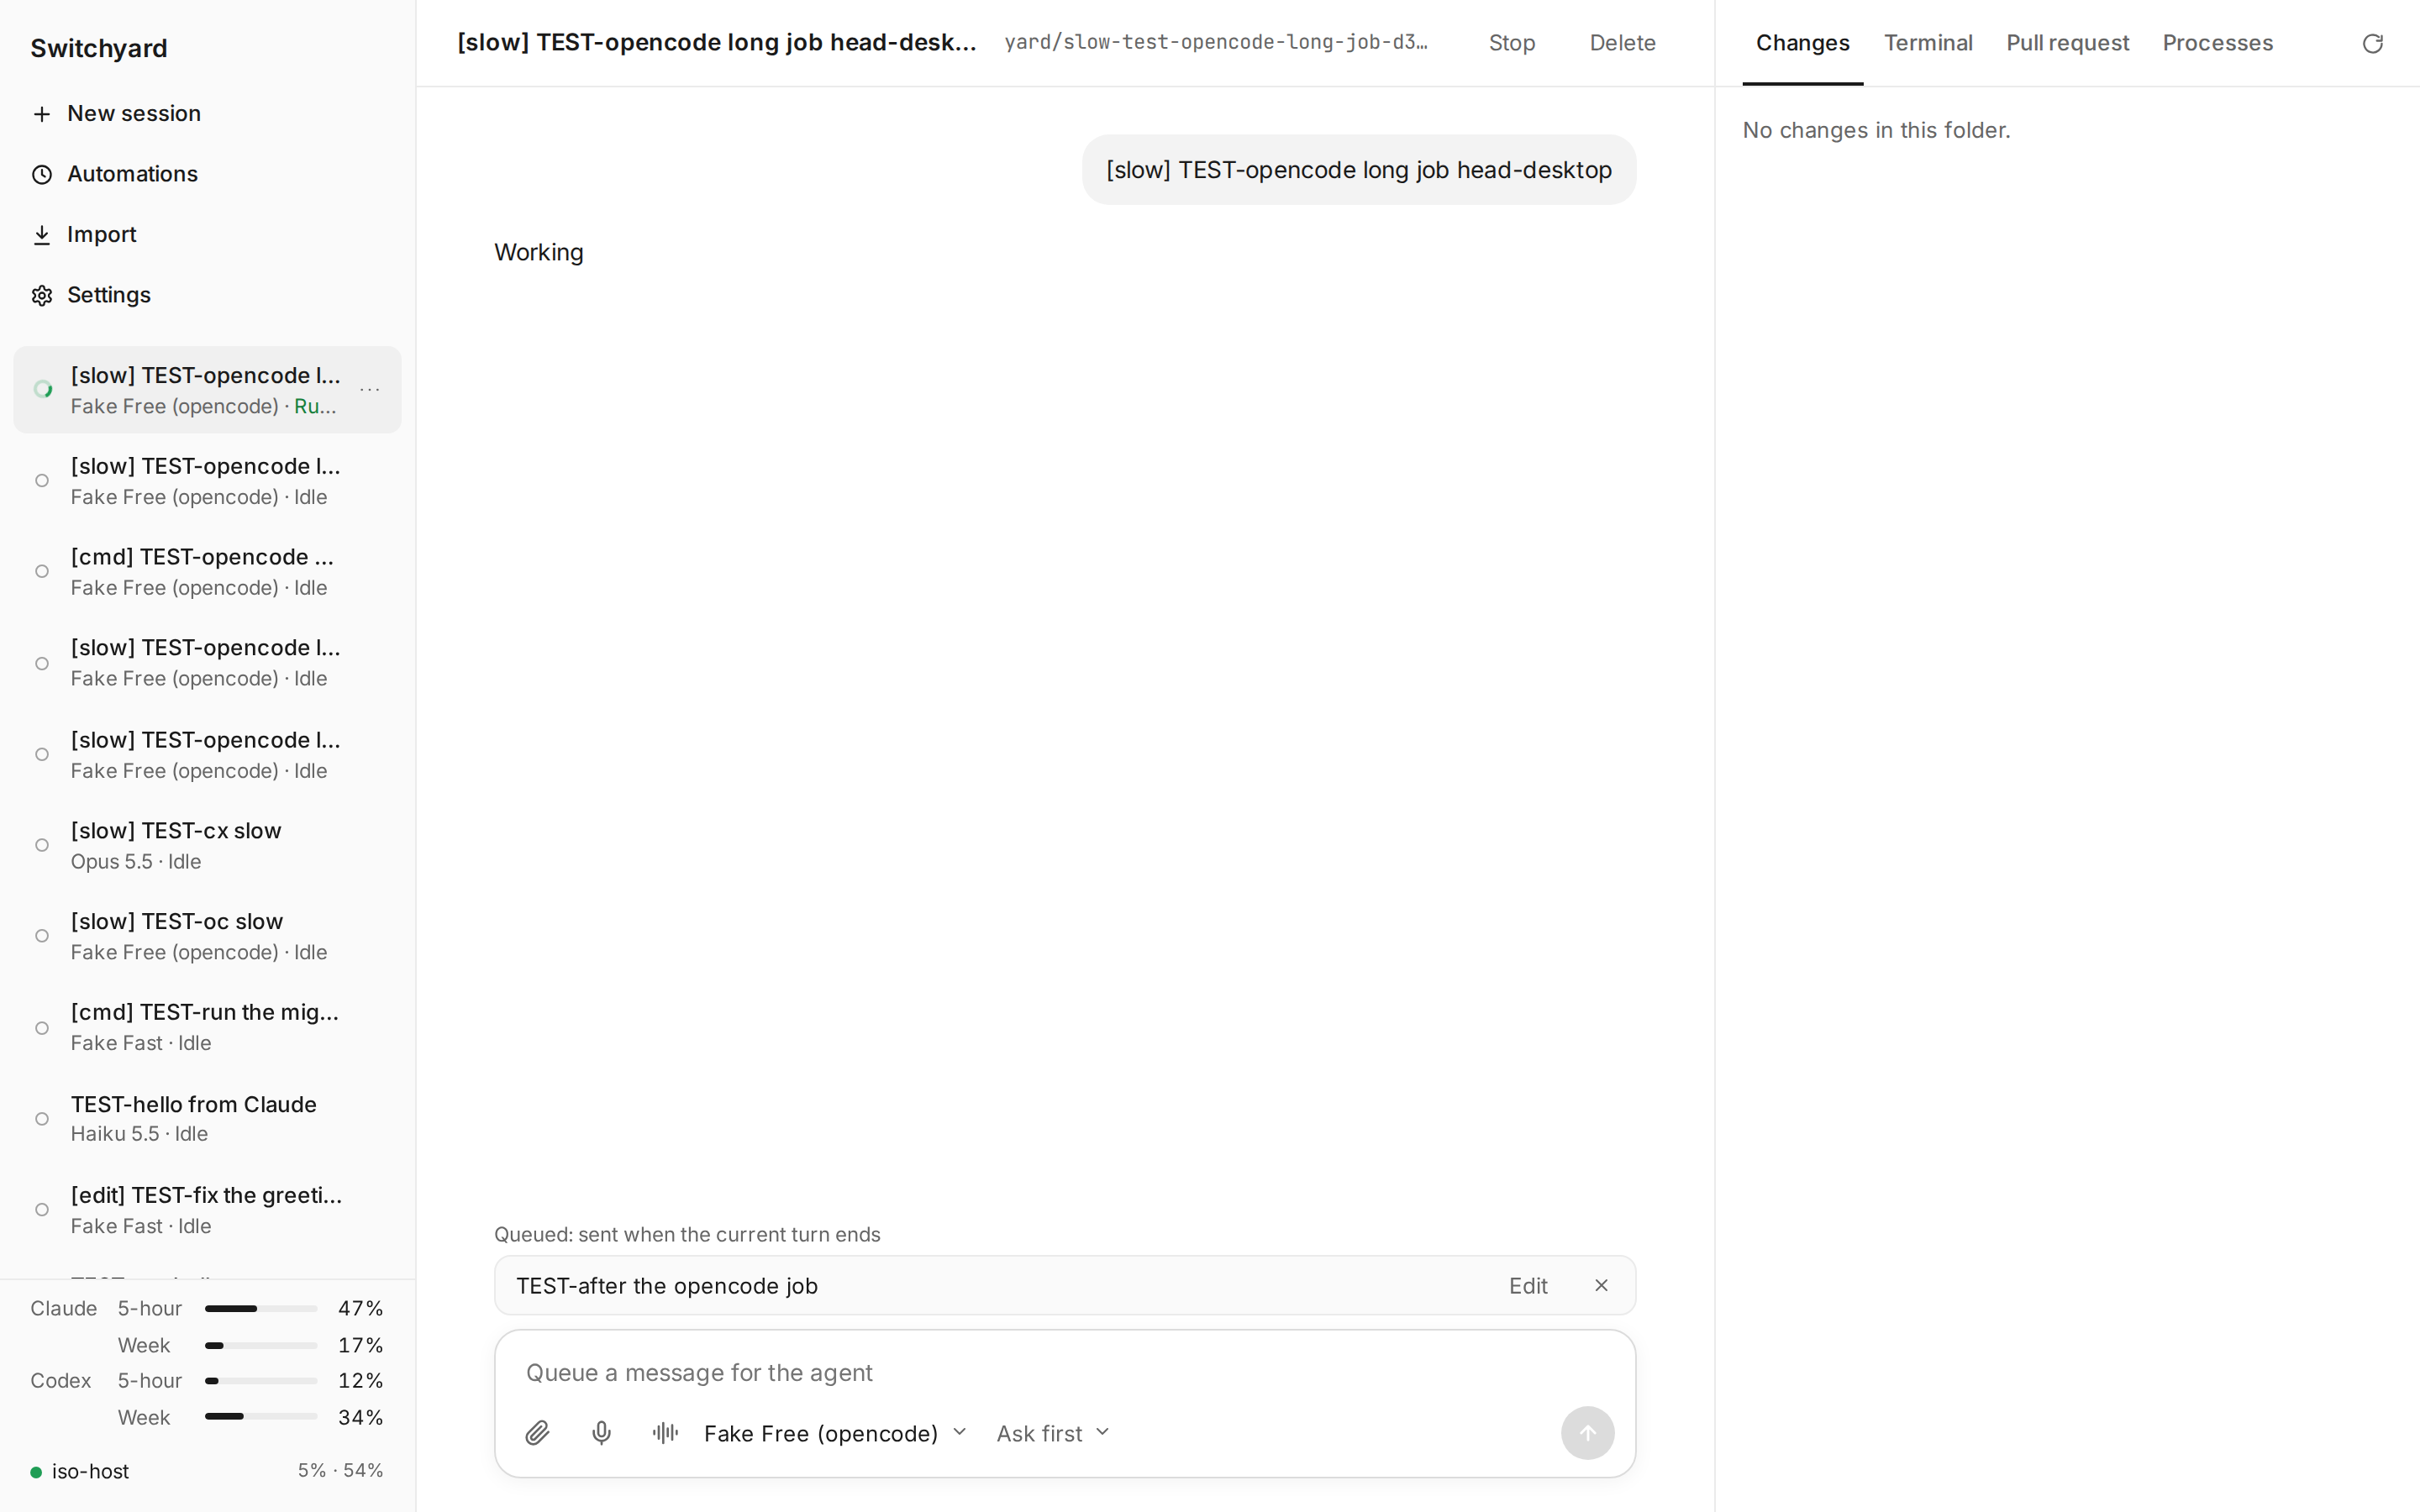 Switchyard
New session
Automations
Import
Settings
[slow] TEST-opencode l...
Fake Free (opencode) · Ru...
[slow] TEST-opencode l...
Fake Free (opencode) · Idle
[cmd] TEST-opencode ...
Fake Free (opencode) · Idle
[slow] TEST-opencode l...
Fake Free (opencode) · Idle
[slow] TEST-opencode l...
Fake Free (opencode) · Idle
[slow] TEST-cx slow
Opus 5.5 · Idle
[slow] TEST-oc slow
Fake Free (opencode) · Idle
[cmd] TEST-run the mig...
Fake Fast · Idle
TEST-hello from Claude
Haiku 5.5 · Idle
[edit] TEST-fix the greeti...
Fake Fast · Idle
Claude 5-hour 47%
Week 17%
Codex 5-hour 12%
Week 34%
iso-host 5% · 54%
[slow] TEST-opencode long job head-desk... yard/slow-test-opencode-long-job-d3... Stop Delete
[slow] TEST-opencode long job head-desktop
Working
Queued: sent when the current turn ends
TEST-after the opencode job Edit
Queue a message for the agent
Fake Free (opencode) Ask first
Changes Terminal Pull request Processes
No changes in this folder.